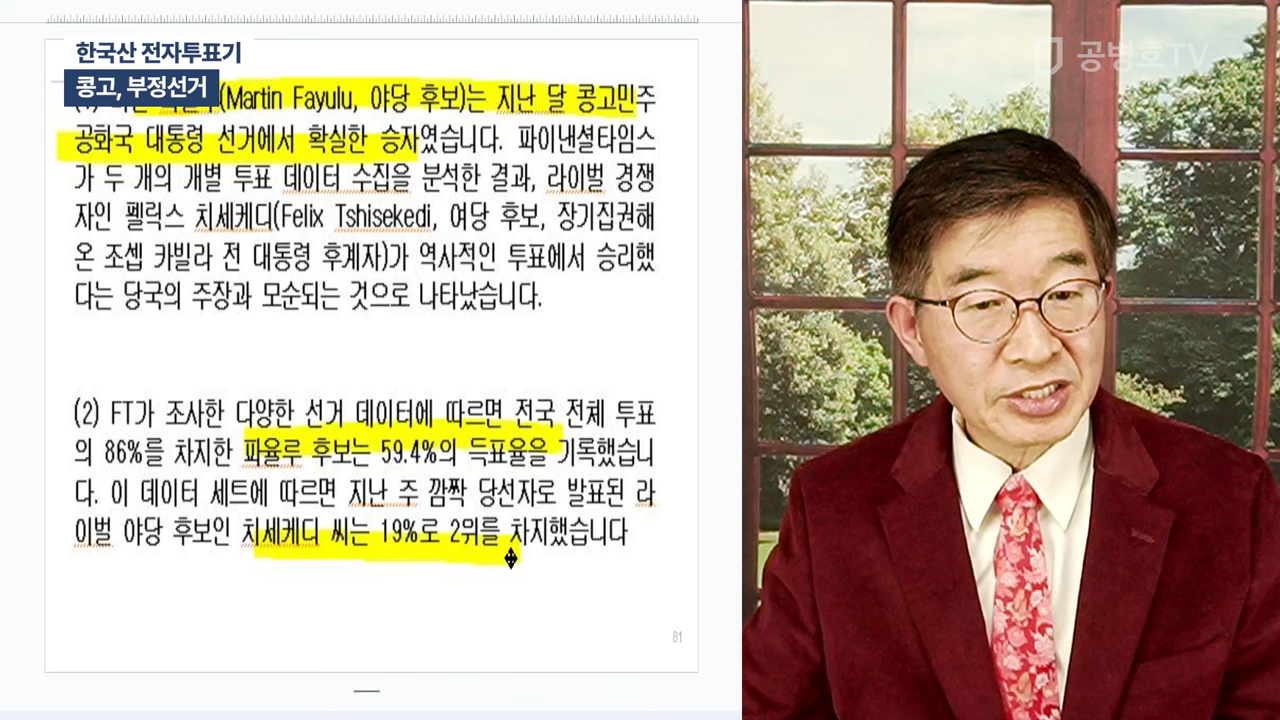 공병호TV
한국산 전자투표기
콩고, 부정선거
(Martin Fayulu, 야당 후보)는 지난 달 콩고민주
공화국 대통령 선거에서 확실한 승자였습니다. 파이낸셜타임스
가 두 개의 개별 투표 데이터 수집을 분석한 결과, 라이벌 경쟁
자인 펠릭스 치세케디(Felix Tshisekedi, 여당 후보, 장기집권해
온 조셉 카빌라 전 대통령 후계자)가 역사적인 투표에서 승리했
다는 당국의 주장과 모순되는 것으로 나타났습니다.
(2) FT가 조사한 다양한 선거 데이터에 따르면 전국 전체 투표
의 86%를 차지한 파율루 후보는 59.4%의 득표율을 기록했습니
다. 이 데이터 세트에 따르면 지난 주 깜짝 당선자로 발표된 라
이벌 야당 후보인 치세케디 씨는 19%로 2위를 차지했습니다
81